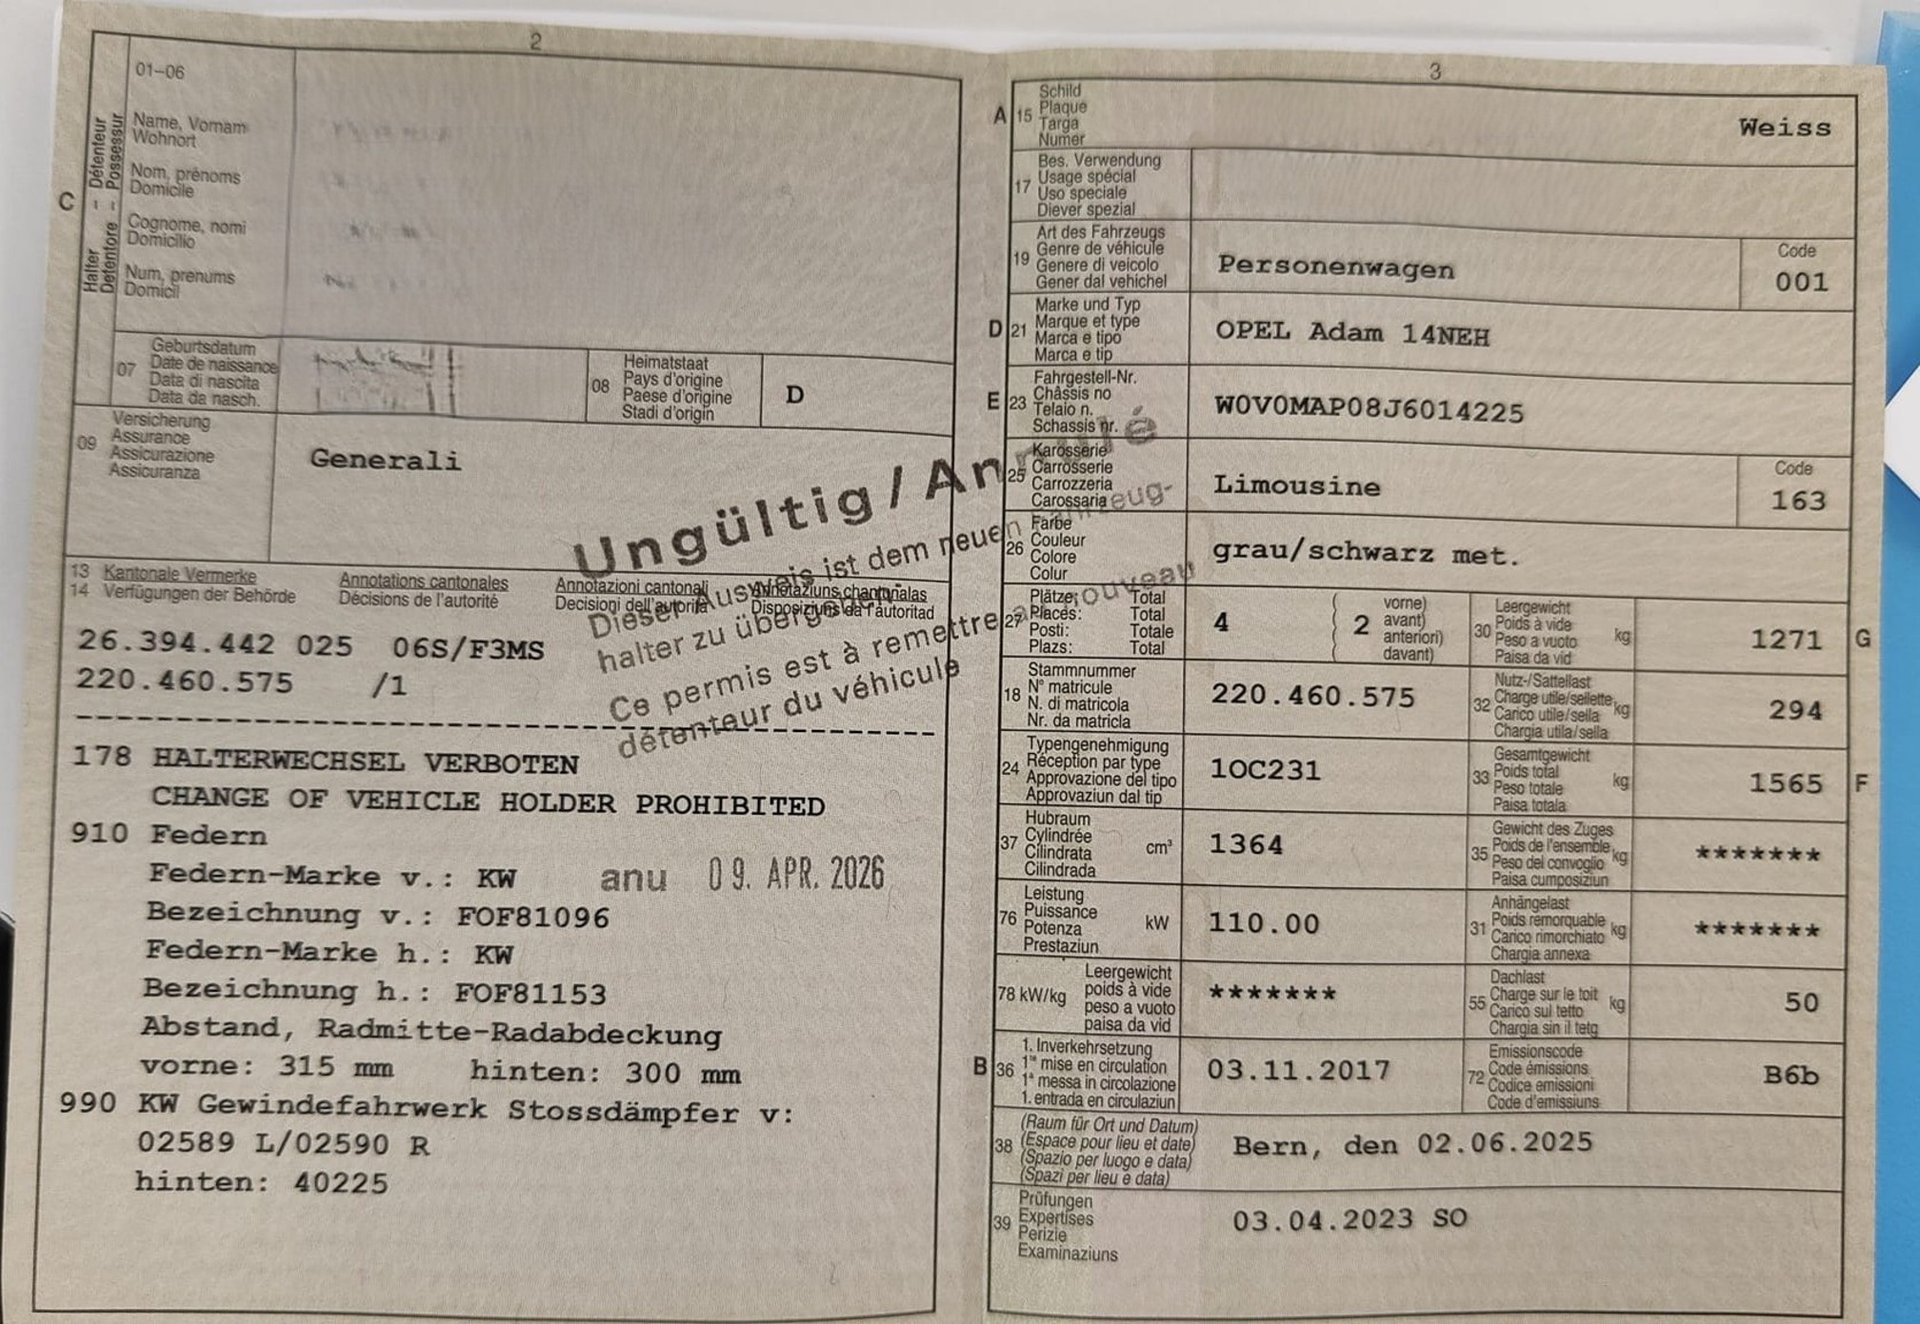 2
01–06
Name, Vornam
Wohnort
Nom, prénoms
Domicile
Cognome, nomi
Domicilio
Num, prenums
Domicil
C
Halter – Détenteur
Detentore – Possessur
07
Geburtsdatum
Date de naissance
Data di nascita
Data da nasch.
08
Heimatstaat
Pays d'origine
Paese d'origine
Stadi d'origin
D
09
Versicherung
Assurance
Assicurazione
Assicuranza
Generali
Ungültig / Annulé
Dieser Ausweis ist dem neuen Fahrzeug-
halter zu übergeben
Ce permis est à remettre au nouveau
détenteur du véhicule
13 Kantonale Vermerke Annotations cantonales Annotazioni cantonali Annotaziuns chantunalas
14 Verfügungen der Behörde Décisions de l'autorité Decisioni dell'autorità Disposiziuns da l'autoritad
26.394.442 025 06S/F3MS
220.460.575 /1
178 HALTERWECHSEL VERBOTEN
CHANGE OF VEHICLE HOLDER PROHIBITED
910 Federn
Federn-Marke v.: KW anu 09. APR. 2026
Bezeichnung v.: FOF81096
Federn-Marke h.: KW
Bezeichnung h.: FOF81153
Abstand, Radmitte-Radabdeckung
vorne: 315 mm hinten: 300 mm
990 KW Gewindefahrwerk Stossdämpfer v:
02589 L/02590 R
hinten: 40225
3
A 15
Schild
Plaque
Targa
Numer
Weiss
17
Bes. Verwendung
Usage spécial
Uso speciale
Diever spezial
19
Art des Fahrzeugs
Genre de véhicule
Genere di veicolo
Gener dal vehichel
Personenwagen
Code
001
D 21
Marke und Typ
Marque et type
Marca e tipo
Marca e tip
OPEL Adam 14NEH
E 23
Fahrgestell-Nr.
Châssis no
Telaio n.
Schassis nr.
W0V0MAP08J6014225
25
Karosserie
Carrosserie
Carrozzeria
Carossaria
Limousine
Code
163
26
Farbe
Couleur
Colore
Colur
grau/schwarz met.
27
Plätze: Total
Places: Total
Posti: Totale
Plazs: Total
4
2
vorne)
avant)
anteriori)
davant)
30
Leergewicht
Poids à vide
Peso a vuoto
Paisa da vid
kg
1271
G
18
Stammnummer
N° matricule
N. di matricola
Nr. da matricla
220.460.575
32
Nutz-/Sattellast
Charge utile/sellette
Carico utile/sella
Chargia utila/sella
kg
294
24
Typengenehmigung
Réception par type
Approvazione del tipo
Approvaziun dal tip
1OC231
33
Gesamtgewicht
Poids total
Peso totale
Paisa totala
kg
1565
F
37
Hubraum
Cylindrée
Cilindrata
Cilindrada
cm³
1364
35
Gewicht des Zuges
Poids de l'ensemble
Peso del convoglio
Paisa cumposiziun
kg
*******
76
Leistung
Puissance
Potenza
Prestaziun
kW
110.00
31
Anhängelast
Poids remorquable
Carico rimorchiato
Chargia annexa
kg
*******
78 kW/kg
Leergewicht
poids à vide
peso a vuoto
paisa da vid
*******
55
Dachlast
Charge sur le toit
Carico sul tetto
Chargia sin il tetg
kg
50
B 36
1. Inverkehrsetzung
1re mise en circulation
1a messa in circolazione
1. entrada en circulaziun
03.11.2017
72
Emissionscode
Code émissions
Codice emissioni
Code d'emissiuns
B6b
38
(Raum für Ort und Datum)
(Espace pour lieu et date)
(Spazio per luogo e data)
(Spazi per lieu e data)
Bern, den 02.06.2025
39
Prüfungen
Expertises
Perizie
Examinaziuns
03.04.2023 SO